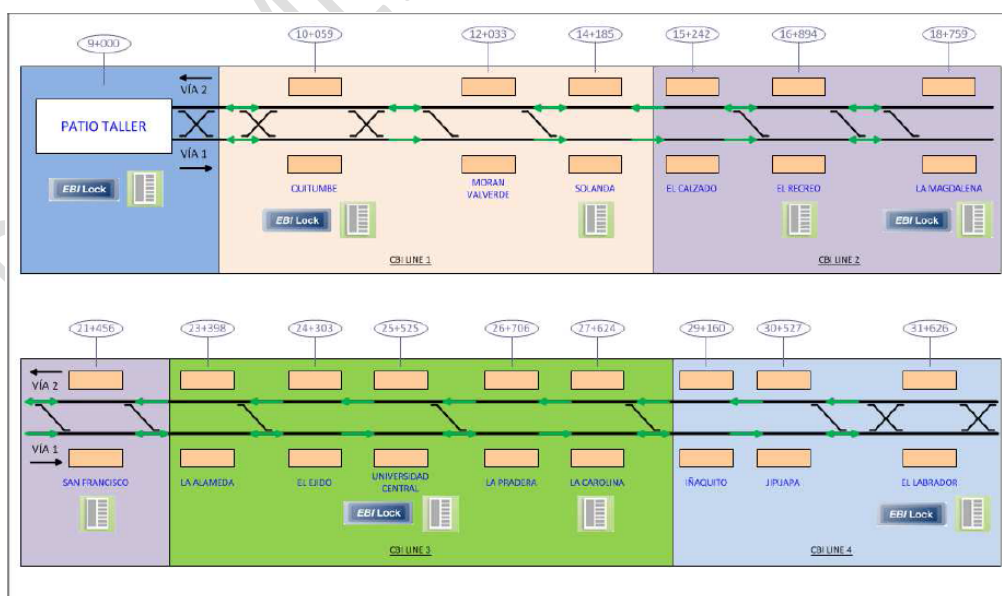 9+000
10+059
12+033
14+185
15+242
16+894
18+759
VÍA 2
PATIO TALLER
VÍA 1
QUITUMBE
MORAN VALVERDE
SOLANDA
EL CALZADO
EL RECREO
LA MAGDALENA
EBI Lock
EBI Lock
EBI Lock
CBI LINE 1
CBI LINE 2
21+456
23+398
24+303
25+525
26+706
27+624
29+160
30+527
31+626
VÍA 2
VÍA 1
SAN FRANCISCO
LA ALAMEDA
EL EJIDO
UNIVERSIDAD CENTRAL
LA PRADERA
LA CAROLINA
IÑAQUITO
JIPIJAPA
EL LABRADOR
EBI Lock
EBI Lock
CBI LINE 3
CBI LINE 4